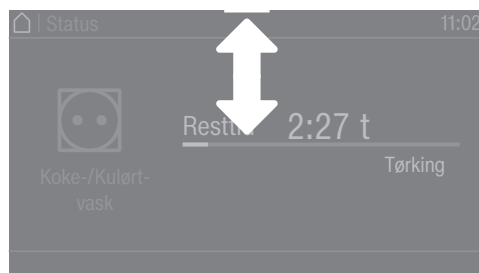 | Status 11:02
Resttid 2:27 t
Tørking
Koke-/Kulørt-
vask